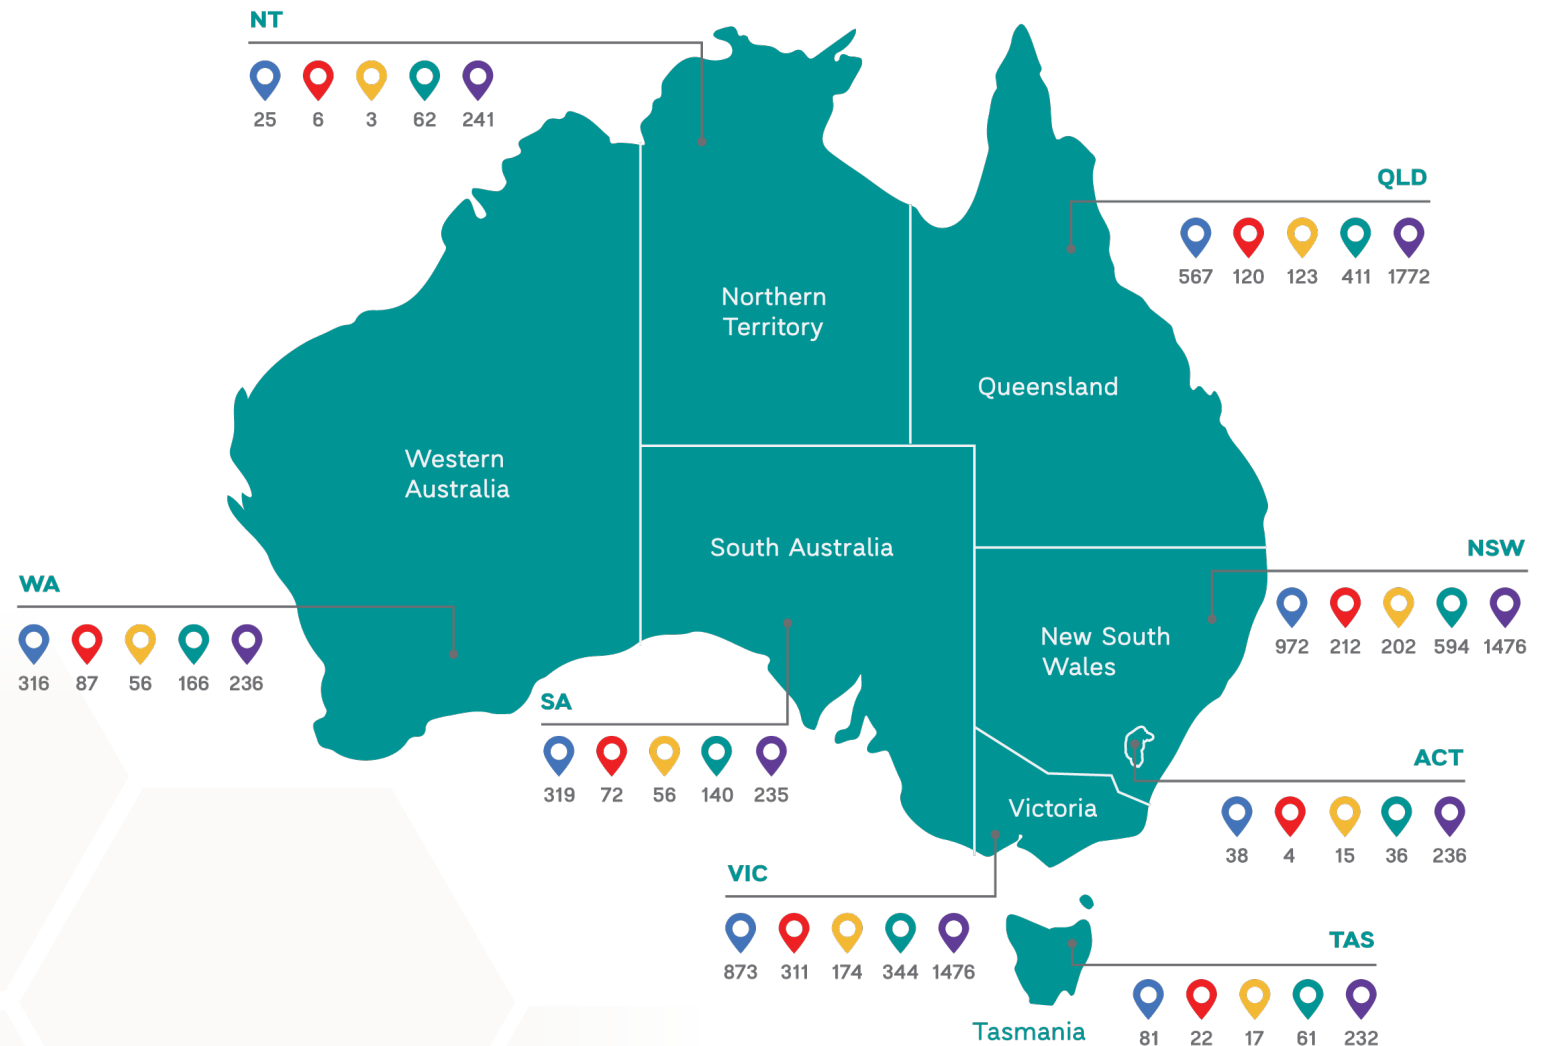 NT
25 6 3 62 241
QLD
567 120 123 411 1772
Northern
Territory
Queensland
Western
Australia
South Australia
NSW
972 212 202 594 1476
New South
Wales
WA
316 87 56 166 236
SA
319 72 56 140 235
ACT
38 4 15 36 236
Victoria
VIC
873 311 174 344 1476
TAS
81 22 17 61 232
Tasmania